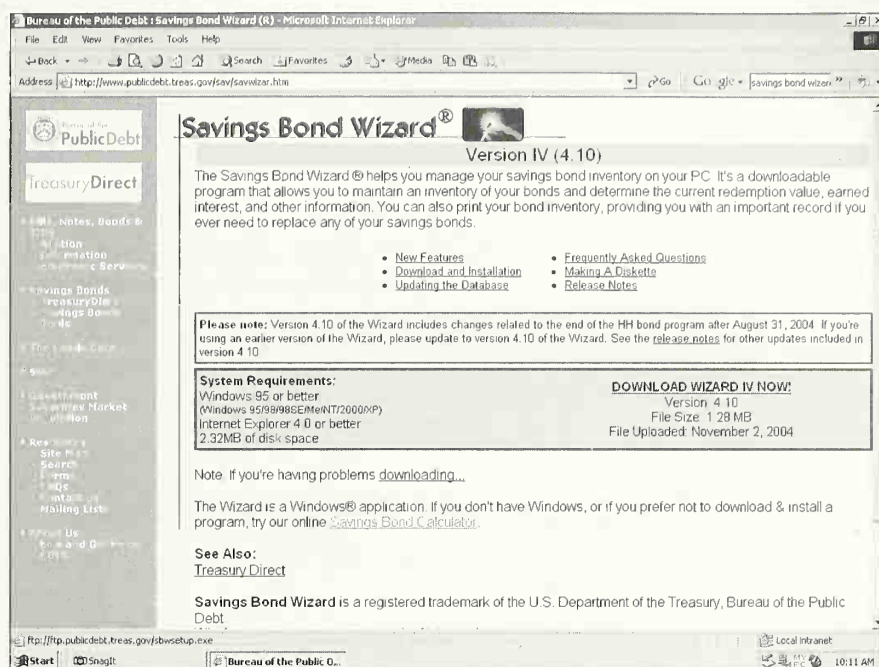 Bureau of the Public Debt : Savings Bond Wizard (R) - Microsoft Internet Explorer
File Edit View Favorites Tools Help
Back Search Favorites Media
Address http://www.publicdebt.treas.gov/sav/savwizar.htm Go Google savings bond wizar
Bureau of the
PublicDebt
TreasuryDirect
Notes, Bonds &
Savings Bonds
Site
Search
Mailing List
Savings Bond Wizard®
Version IV (4.10)
The Savings Bond Wizard ® helps you manage your savings bond inventory on your PC. It's a downloadable
program that allows you to maintain an inventory of your bonds and determine the current redemption value, earned
interest, and other information. You can also print your bond inventory, providing you with an important record if you
ever need to replace any of your savings bonds.
• New Features
• Download and Installation
• Updating the Database
• Frequently Asked Questions
• Making A Diskette
• Release Notes
Please note: Version 4.10 of the Wizard includes changes related to the end of the HH bond program after August 31, 2004 If you're
using an earlier version of the Wizard, please update to version 4.10 of the Wizard. See the release notes for other updates included in
version 4.10
System Requirements:
Windows 95 or better
(Windows 95/98/98SE/Me/NT/2000/XP)
Internet Explorer 4.0 or better
2.32MB of disk space
DOWNLOAD WIZARD IV NOW!
Version 4.10
File Size 1.28 MB
File Uploaded: November 2, 2004
Note. If you're having problems downloading...
The Wizard is a Windows® application. If you don't have Windows, or if you prefer not to download & install a
program, try our online Savings Bond Calculator.
See Also:
Treasury Direct
Savings Bond Wizard is a registered trademark of the U.S. Department of the Treasury, Bureau of the Public
Debt
ftp://ftp.publicdebt.treas.gov/sbwsetup.exe Local intranet
Start SnagIt Bureau of the Public D... 10:11 AM